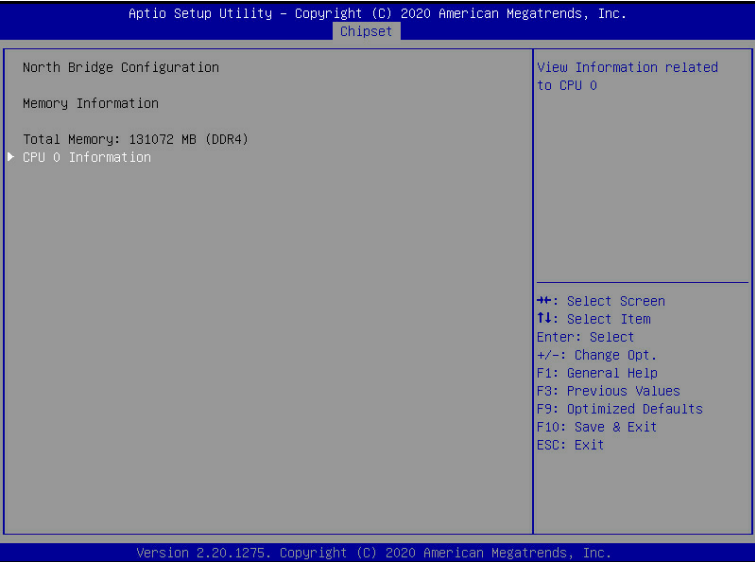 Aptio Setup Utility – Copyright (C) 2020 American Megatrends, Inc.
Chipset
North Bridge Configuration
Memory Information
Total Memory: 131072 MB (DDR4)
CPU 0 Information
View Information related
to CPU 0
→←: Select Screen
↑↓: Select Item
Enter: Select
+/-: Change Opt.
F1: General Help
F3: Previous Values
F9: Optimized Defaults
F10: Save & Exit
ESC: Exit
Version 2.20.1275. Copyright (C) 2020 American Megatrends, Inc.